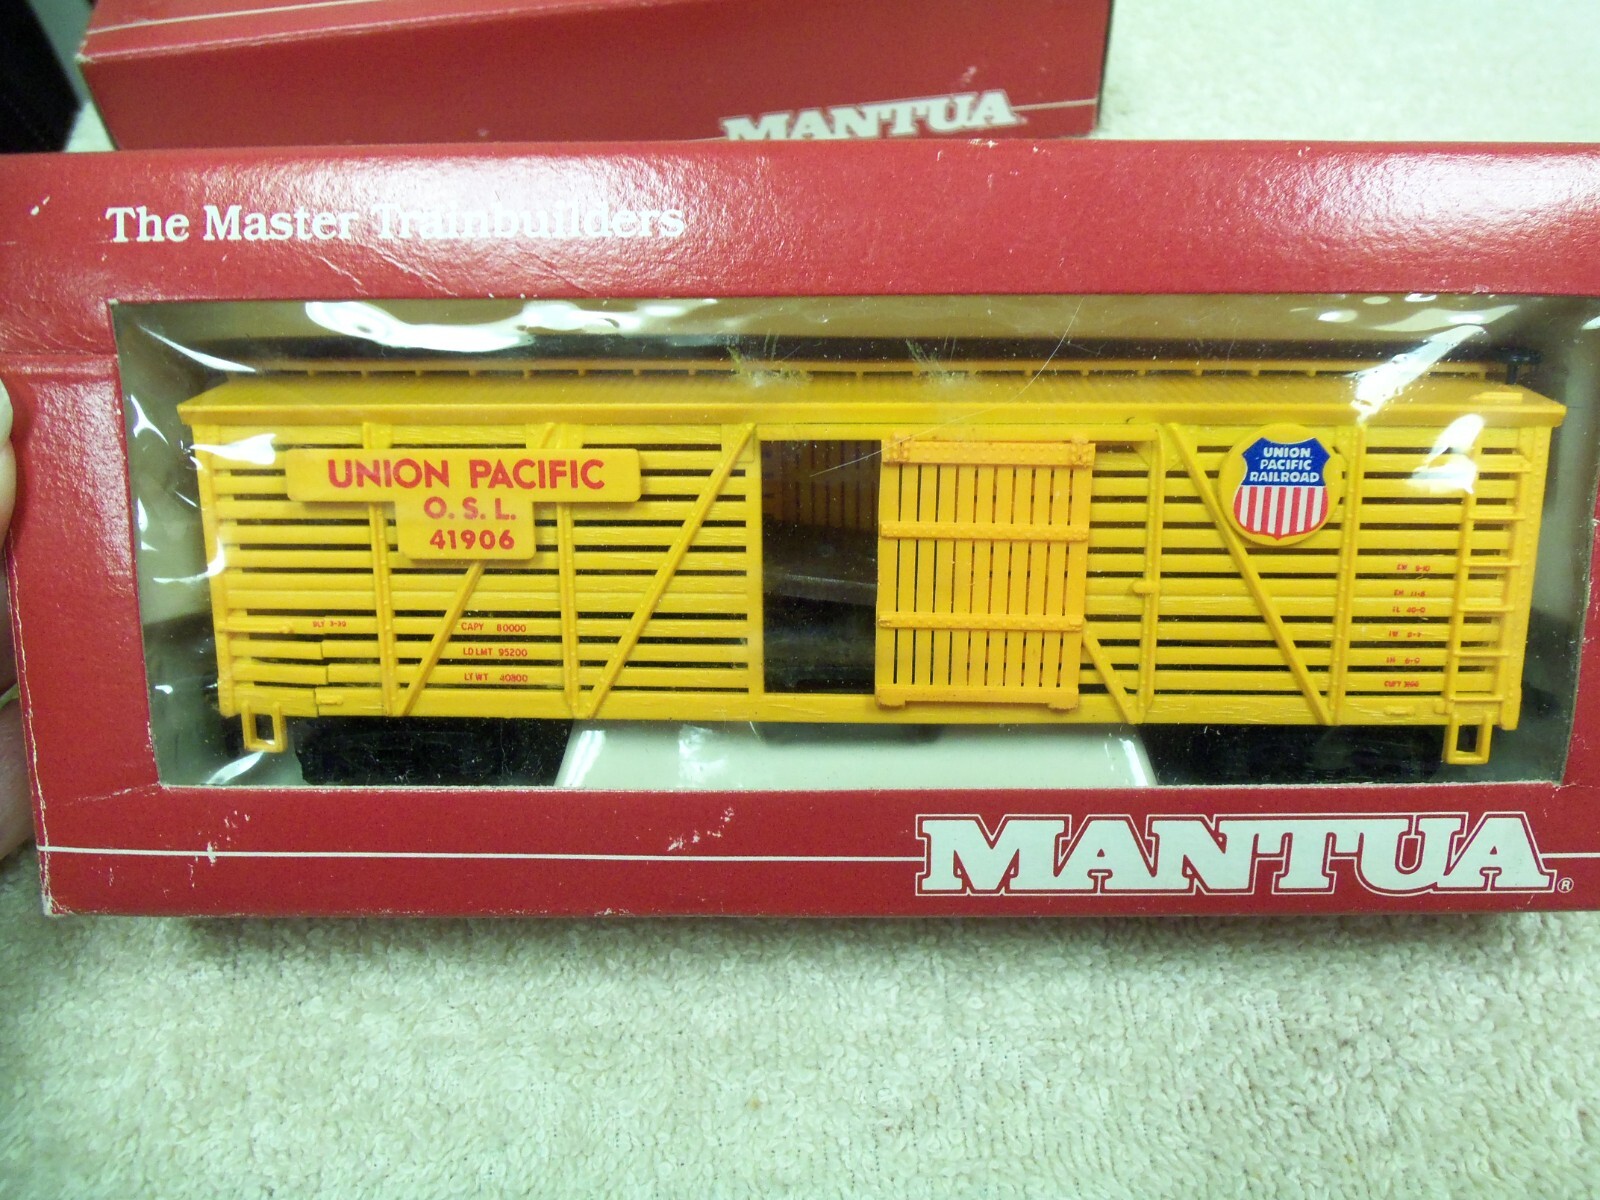 MANTUA
The Master Trainbuilders
UNION PACIFIC
O. S. L.
41906
UNION
PACIFIC
RAILROAD
CAPY 80000
LD LMT 95200
LT WT 40800
MANTUA®